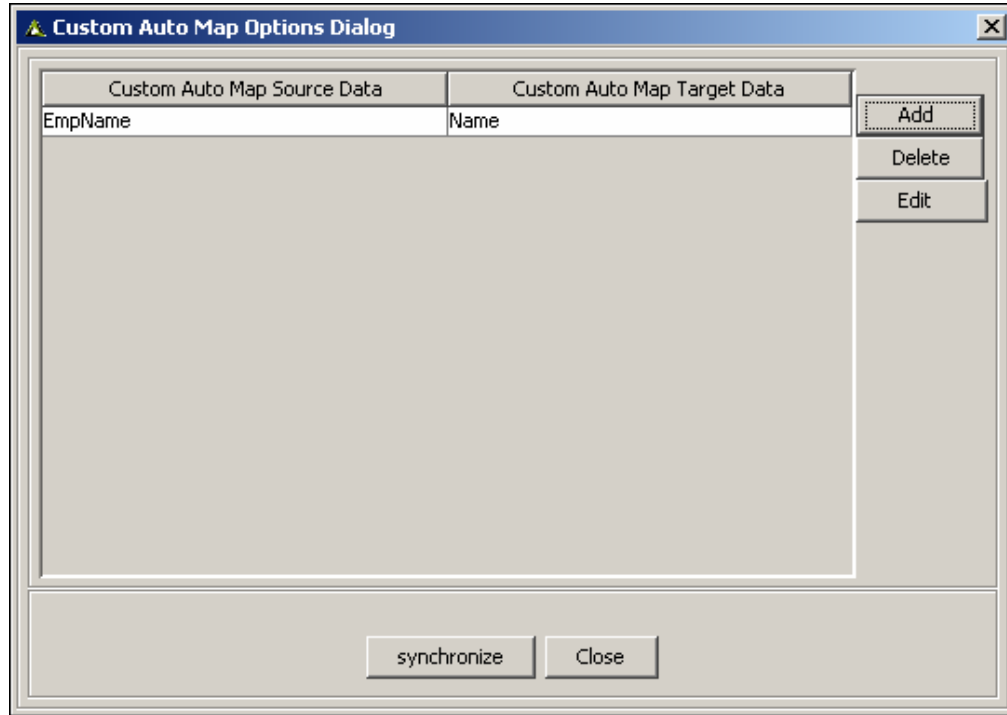 Custom Auto Map Options Dialog
Custom Auto Map Source Data Custom Auto Map Target Data
EmpName Name
Add
Delete
Edit
synchronize Close